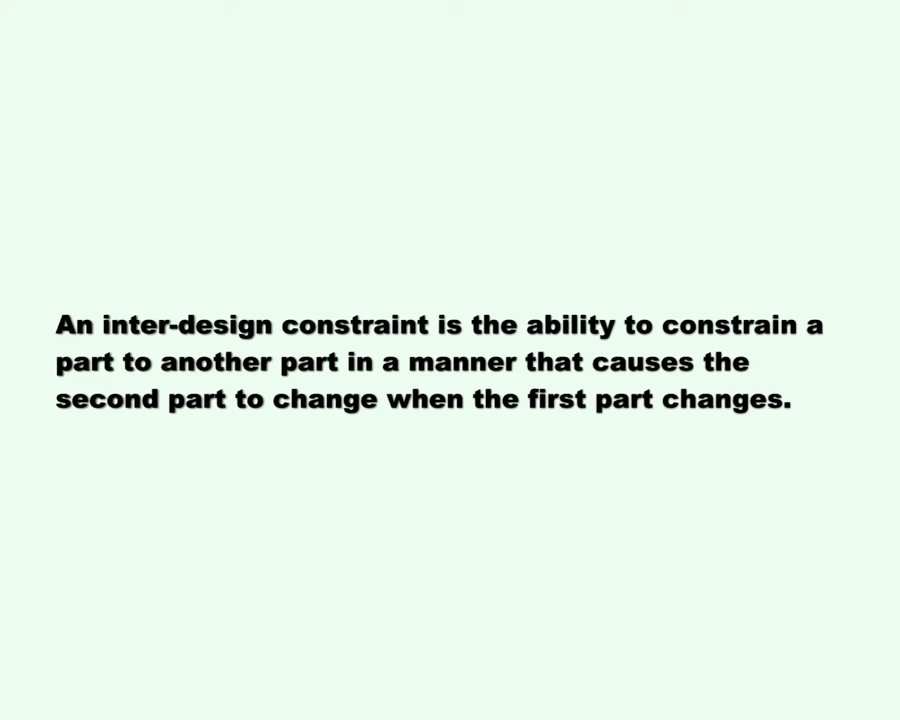 An inter-design constraint is the ability to constrain a
part to another part in a manner that causes the
second part to change when the first part changes.